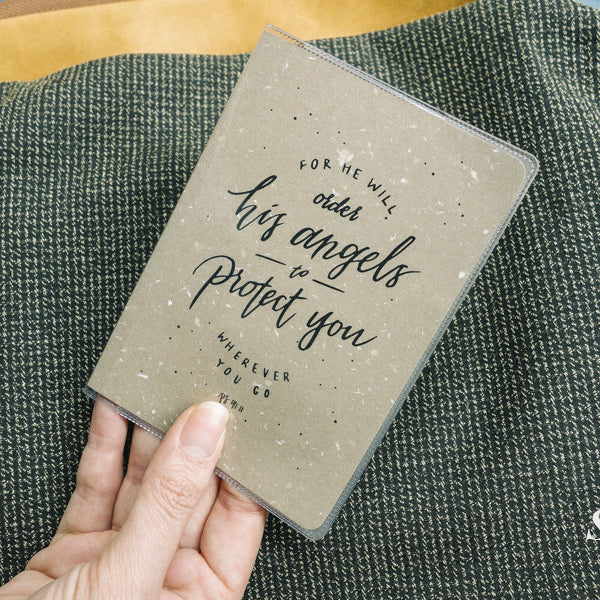 FOR HE WILL
order
his angels
to
protect you
WHEREVER
YOU GO
PS 91:11